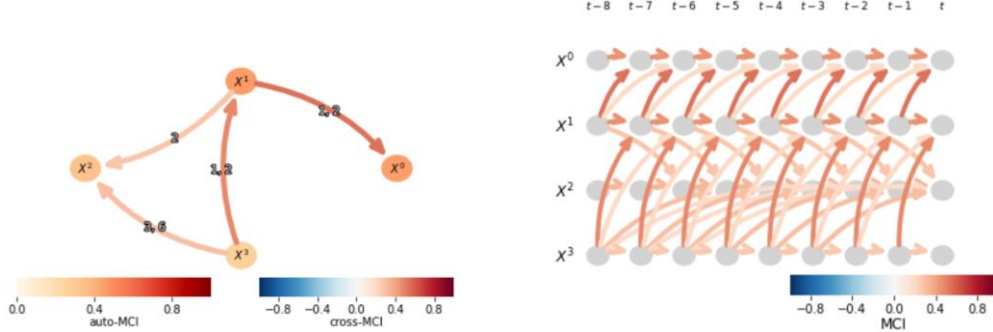 t − 8 t − 7 t − 6 t − 5 t − 4 t − 3 t − 2 t − 1 t
X⁰
X¹
X²
X³
X¹
1, 2
2
X²
1, 2
X⁰
3, 6
X³
0.0 0.4 0.8
auto-MCI
−0.8 −0.4 0.0 0.4 0.8
cross-MCI
−0.8 −0.4 0.0 0.4 0.8
MCI